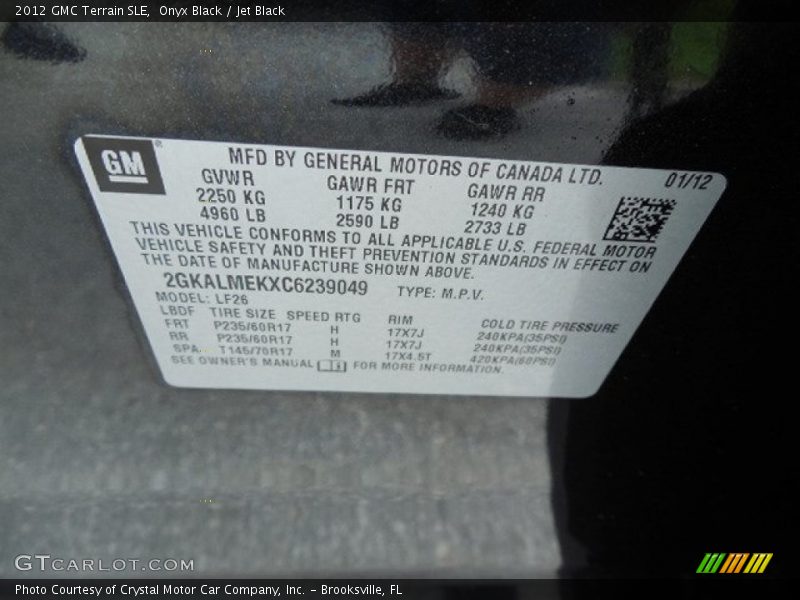 2012 GMC Terrain SLE, Onyx Black / Jet Black
GM®
MFD BY GENERAL MOTORS OF CANADA LTD. 01/12
GVWR GAWR FRT GAWR RR
2250 KG 1175 KG 1240 KG
4960 LB 2590 LB 2733 LB
THIS VEHICLE CONFORMS TO ALL APPLICABLE U.S. FEDERAL MOTOR
VEHICLE SAFETY AND THEFT PREVENTION STANDARDS IN EFFECT ON
THE DATE OF MANUFACTURE SHOWN ABOVE.
2GKALMEKXC6239049 TYPE: M.P.V.
MODEL: LF26
LBDF TIRE SIZE SPEED RTG RIM COLD TIRE PRESSURE
FRT P235/60R17 H 17X7J 240KPA(35PSI)
RR P235/60R17 H 17X7J 240KPA(35PSI)
SPA T145/70R17 M 17X4.5T 420KPA(60PSI)
SEE OWNER'S MANUAL FOR MORE INFORMATION.
GTCARLOT.COM
Photo Courtesy of Crystal Motor Car Company, Inc. – Brooksville, FL